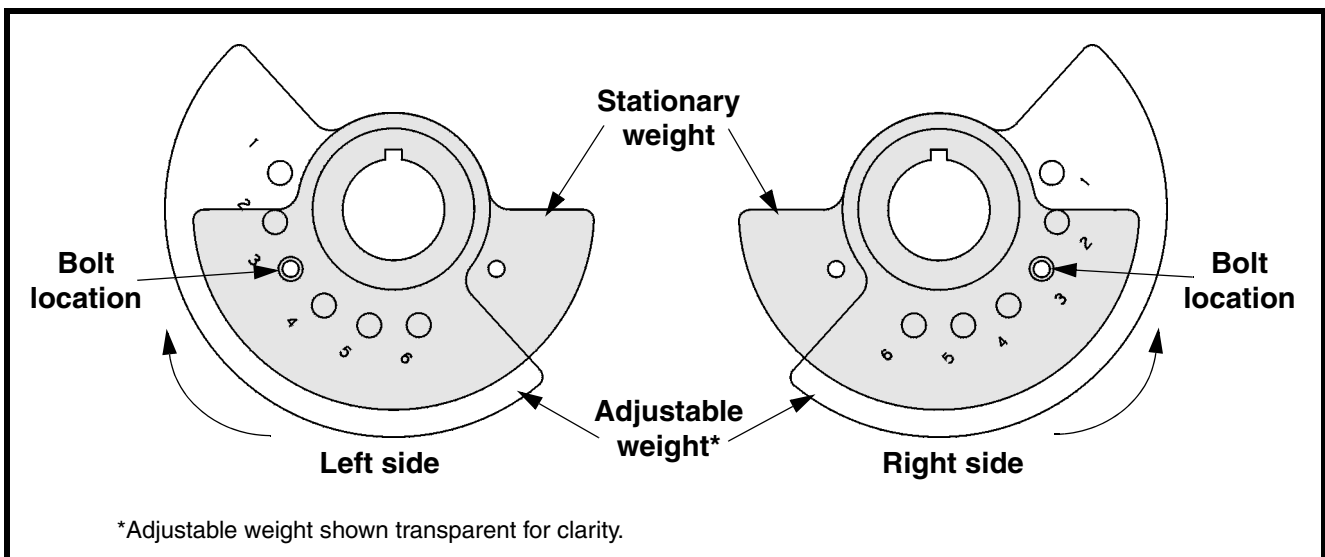 Stationary
weight
1
2
3
4
5
6
1
2
3
4
5
6
Bolt
location
Bolt
location
Adjustable
weight*
Left side
Right side
*Adjustable weight shown transparent for clarity.